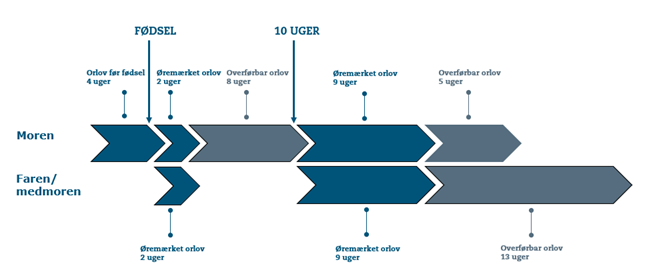 FØDSEL
10 UGER
Orlov før fødsel
4 uger
Øremærket orlov
2 uger
Overførbar orlov
8 uger
Øremærket orlov
9 uger
Overførbar orlov
5 uger
Moren
Faren/
medmoren
Øremærket orlov
2 uger
Øremærket orlov
9 uger
Overførbar orlov
13 uger